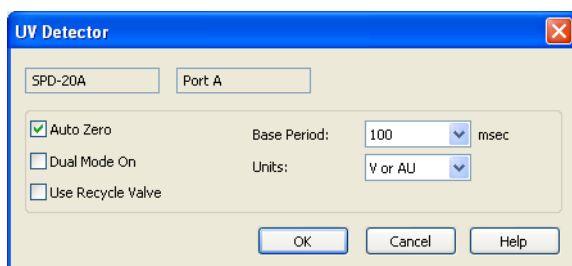 UV Detector
SPD-20A Port A
Auto Zero Base Period: 100 msec
Dual Mode On Units: V or AU
Use Recycle Valve
OK Cancel Help